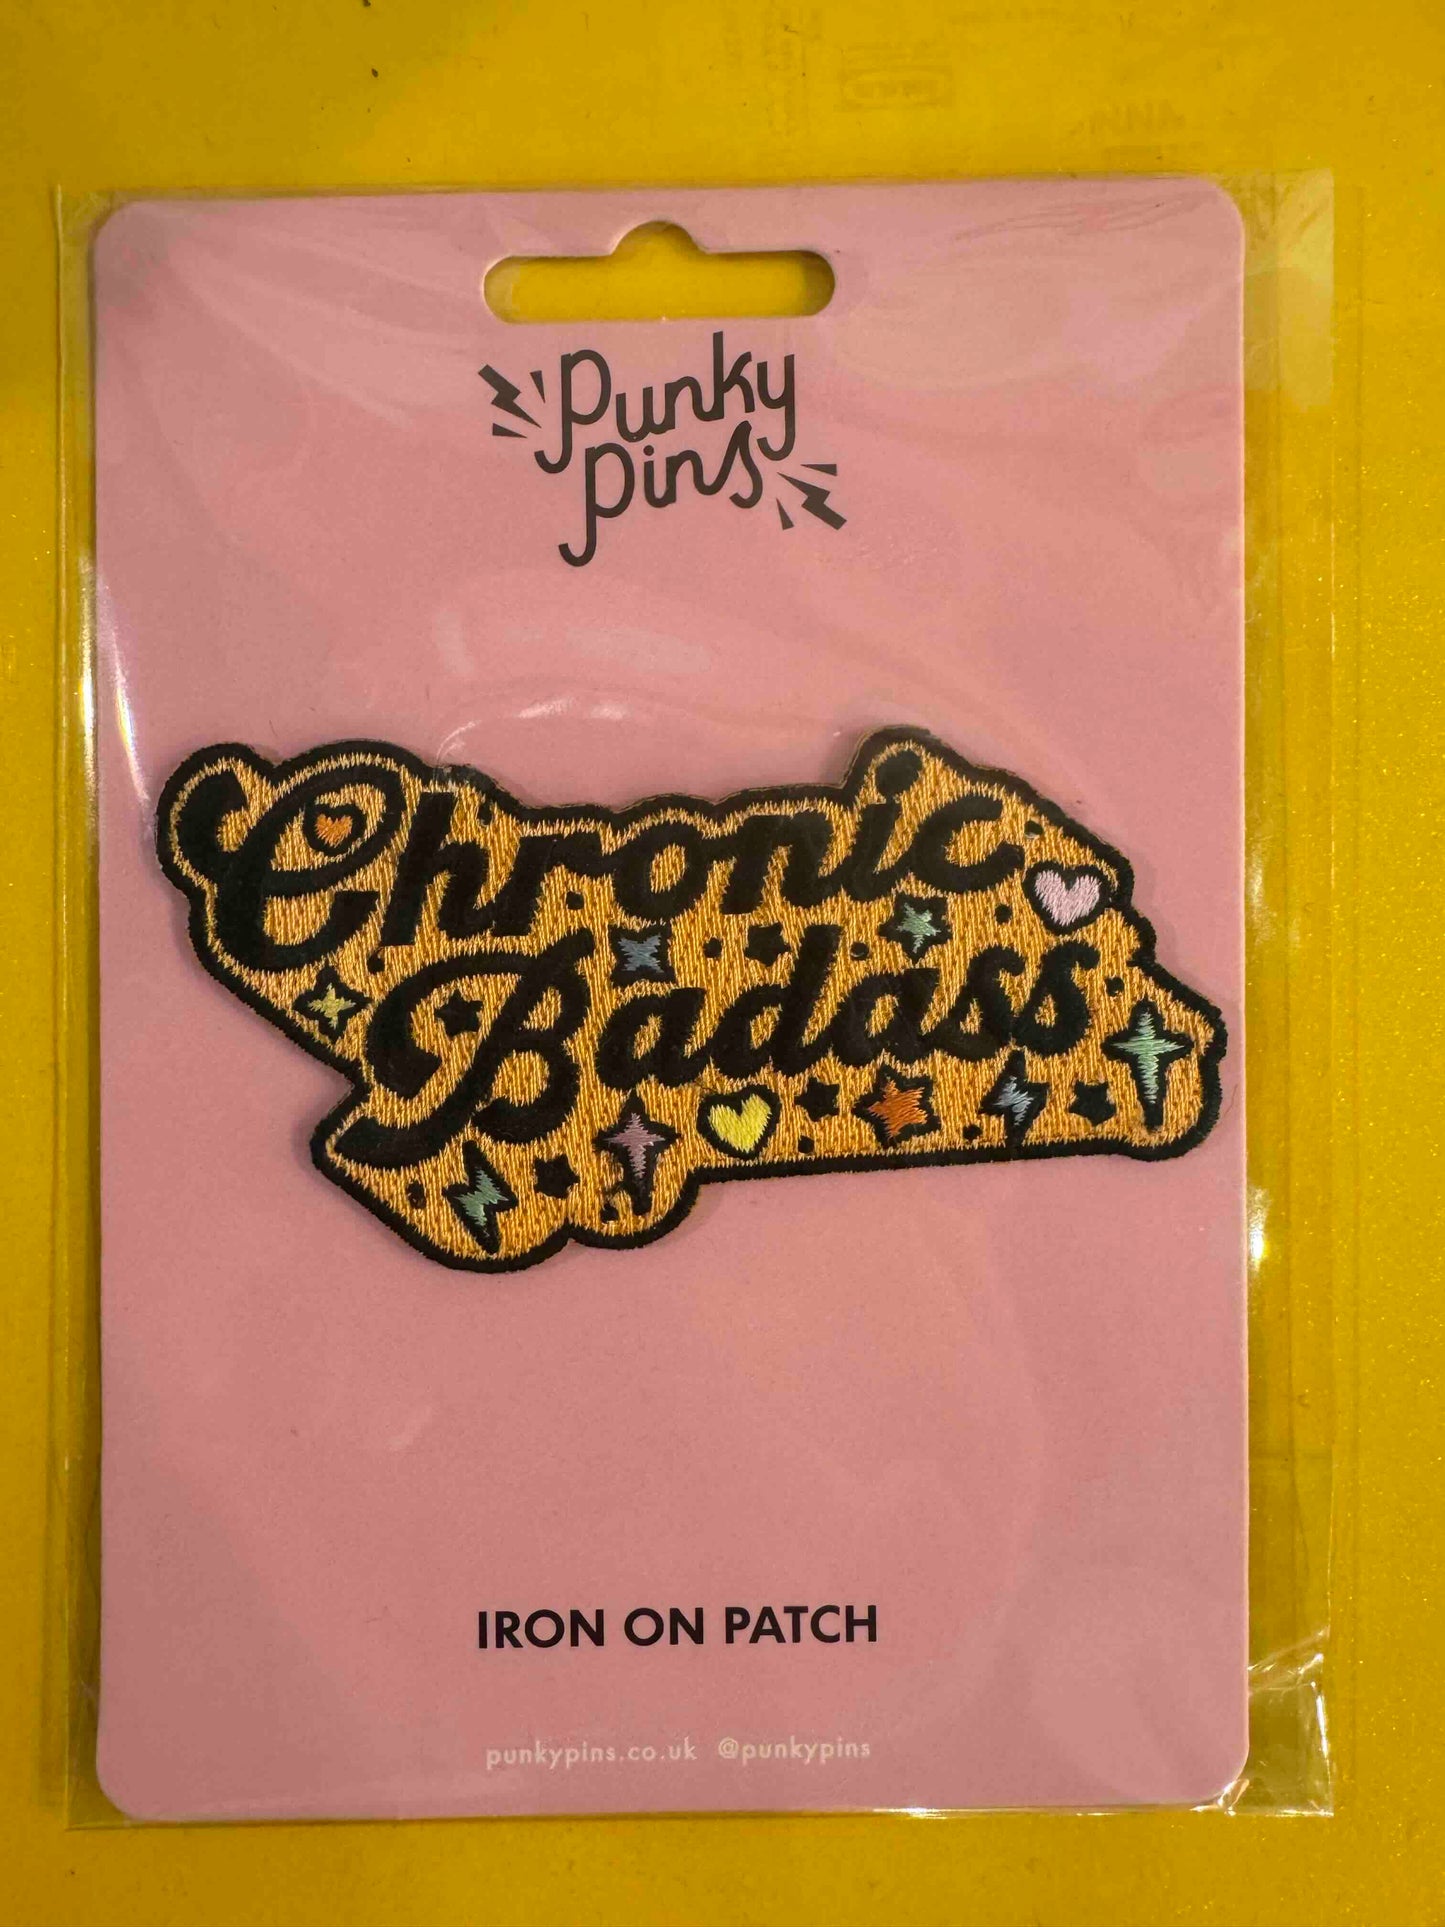 Punky
Pins
Chronic
Badass
IRON ON PATCH
punkypins.co.uk @punkypins